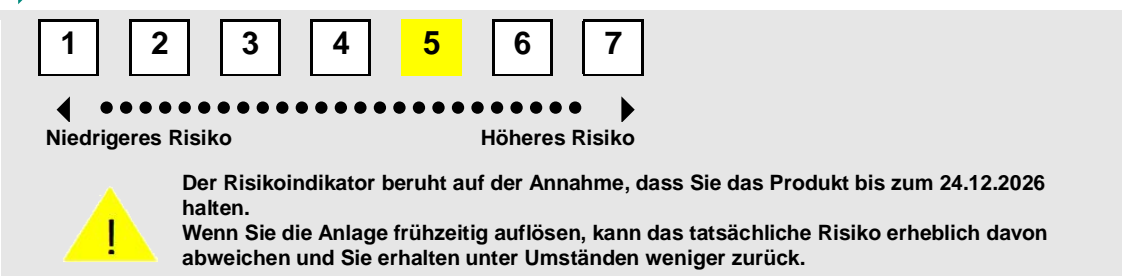 1 2 3 4 5 6 7
Niedrigeres Risiko Höheres Risiko
Der Risikoindikator beruht auf der Annahme, dass Sie das Produkt bis zum 24.12.2026
halten.
! Wenn Sie die Anlage frühzeitig auflösen, kann das tatsächliche Risiko erheblich davon
abweichen und Sie erhalten unter Umständen weniger zurück.